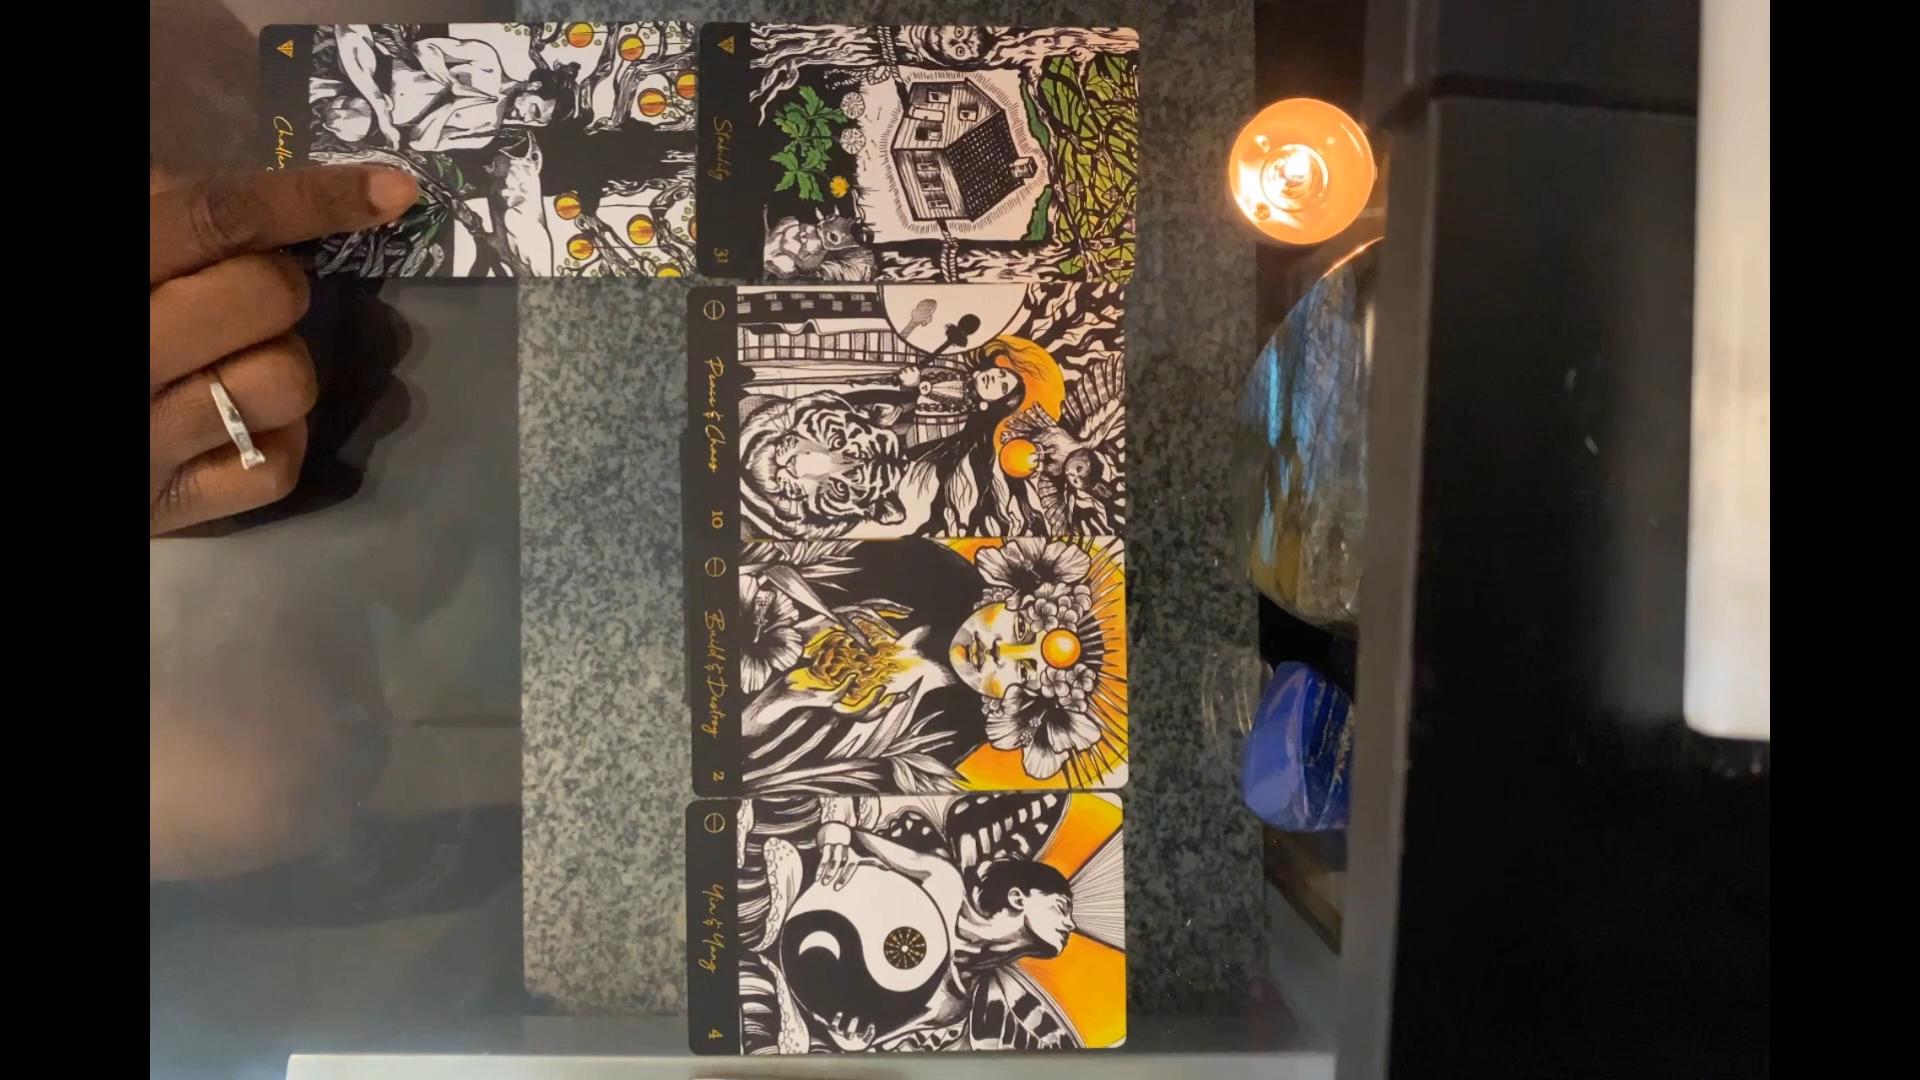 Stability 31
Peace & Chaos 10
Build & Destroy 2
Yin & Yang 4